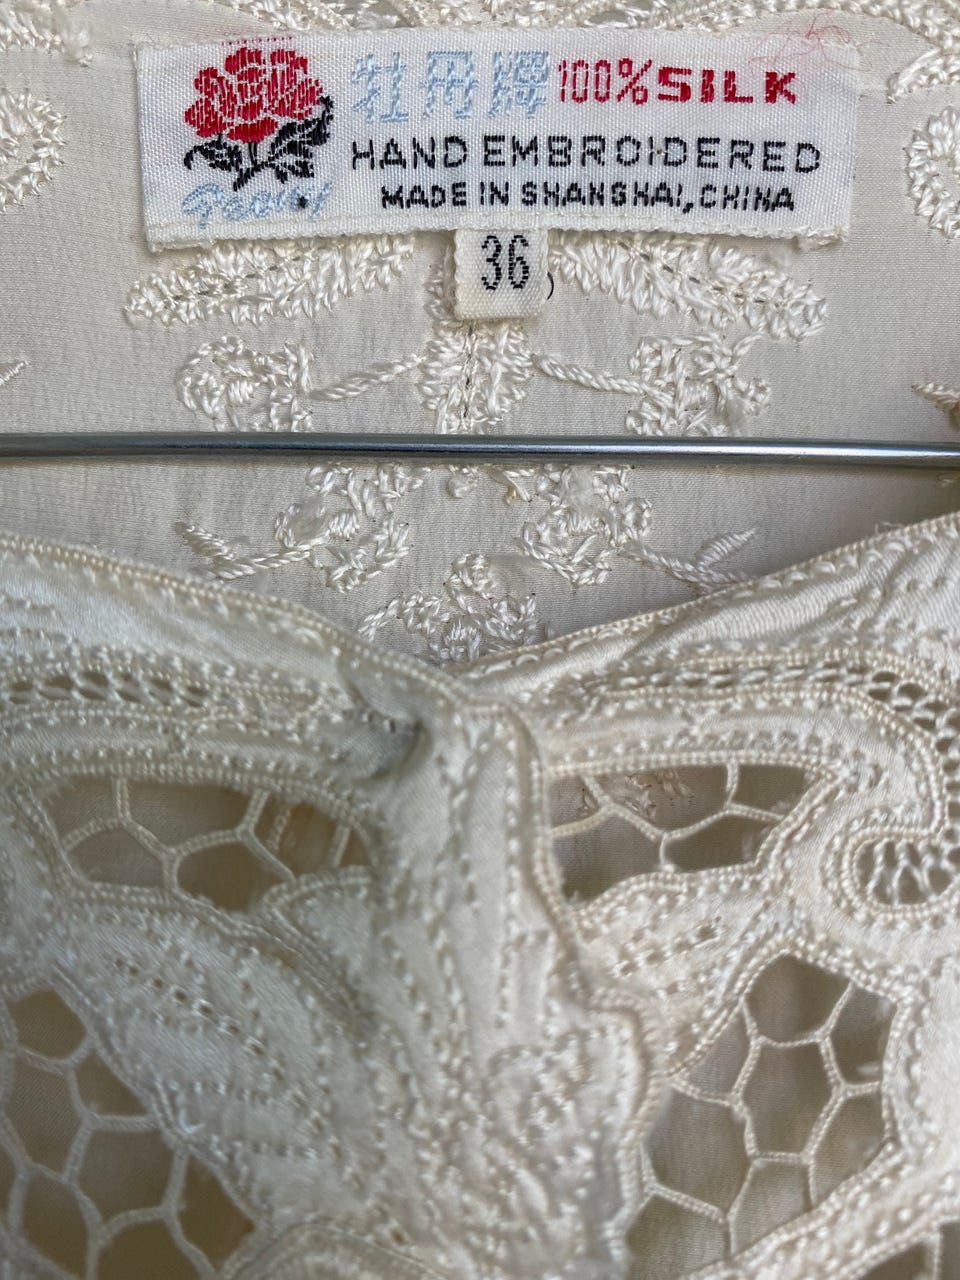 牡丹牌 100% SILK
HAND EMBROIDERED
Peony MADE IN SHANGHAI, CHINA
36